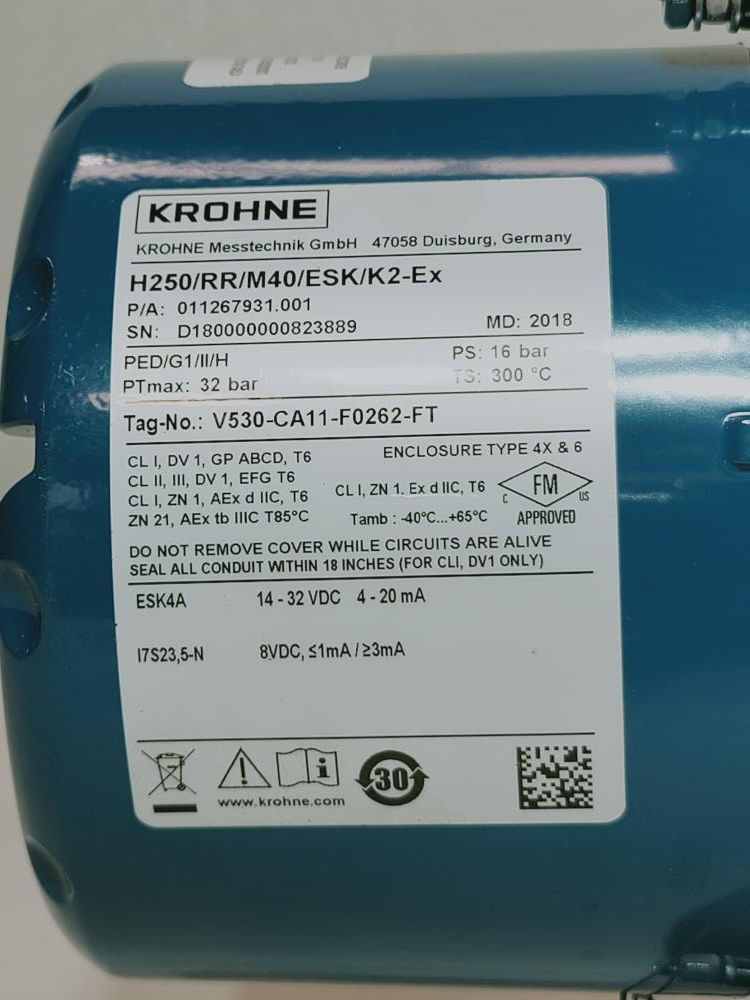 KROHNE
KROHNE Messtechnik GmbH 47058 Duisburg, Germany
H250/RR/M40/ESK/K2-Ex
P/A: 011267931.001
SN: D180000000823889 MD: 2018
PED/G1/II/H PS: 16 bar
PTmax: 32 bar TS: 300 °C
Tag-No.: V530-CA11-F0262-FT
CL I, DV 1, GP ABCD, T6 ENCLOSURE TYPE 4X & 6
CL II, III, DV 1, EFG T6
CL I, ZN 1, AEx d IIC, T6 CL I, ZN 1, Ex d IIC, T6 C FM US
ZN 21, AEx tb IIIC T85°C Tamb : -40°C...+65°C APPROVED
DO NOT REMOVE COVER WHILE CIRCUITS ARE ALIVE
SEAL ALL CONDUIT WITHIN 18 INCHES (FOR CLI, DV1 ONLY)
ESK4A 14 - 32 VDC 4 - 20 mA
I7S23,5-N 8VDC, ≤1mA / ≥3mA
30
www.krohne.com